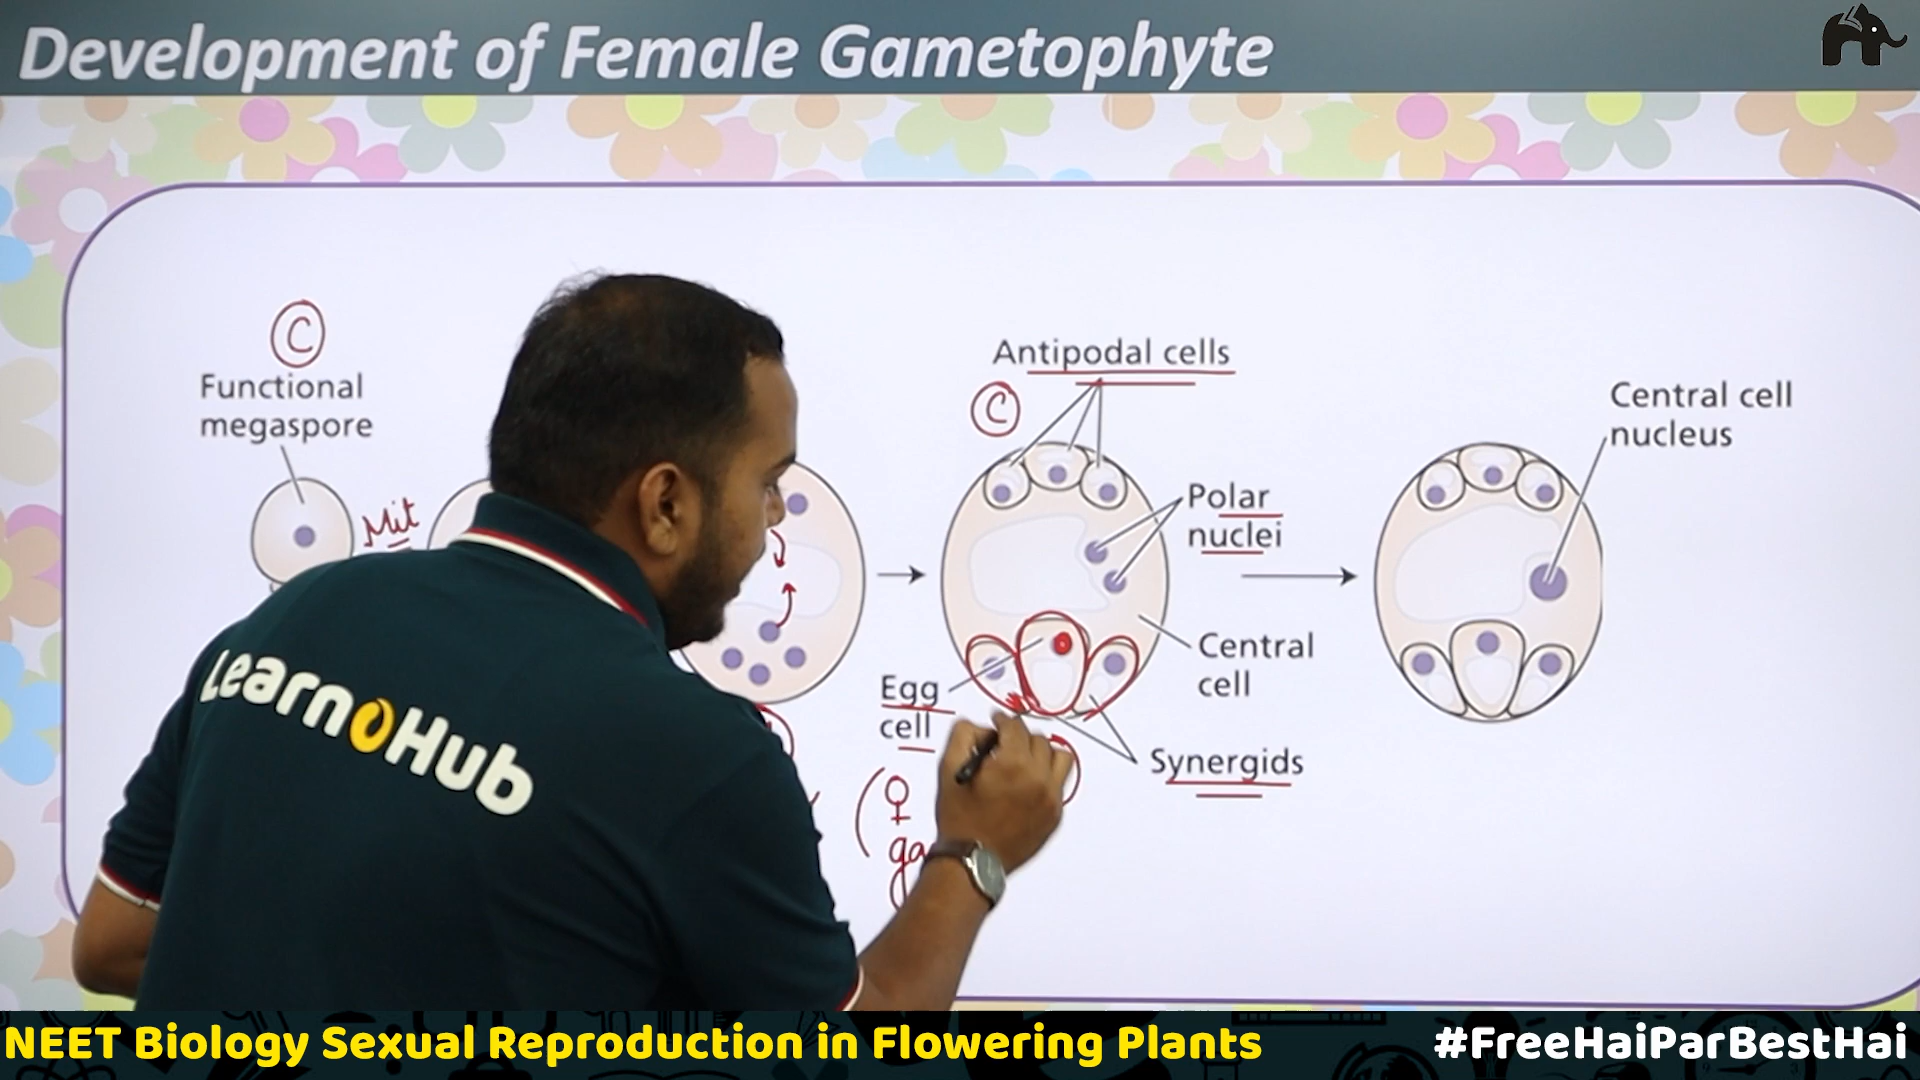 Development of Female Gametophyte
C
Functional
megaspore
Mit
Antipodal cells
C
Polar
nuclei
Central cell
nucleus
Central
cell
Egg
cell
Synergids
♀
ga
LearnoHub
NEET Biology Sexual Reproduction in Flowering Plants
#FreeHaiParBestHai